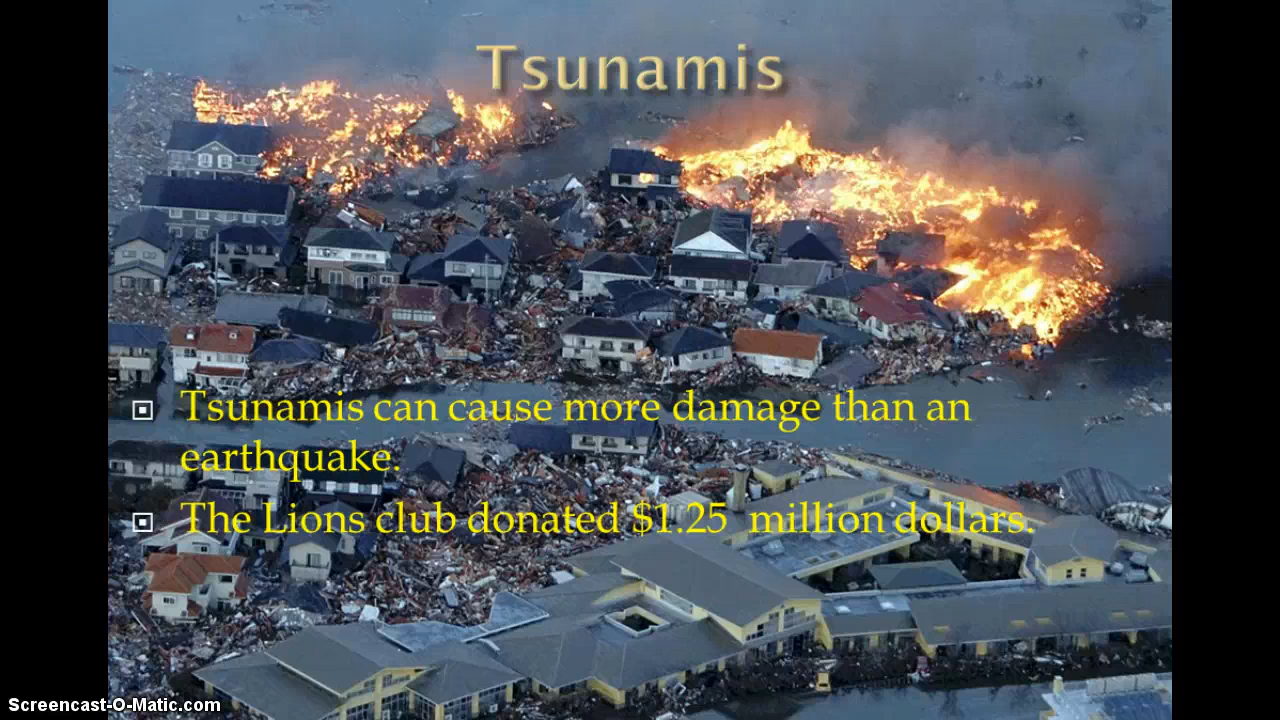 Tsunamis
Tsunamis can cause more damage than an
earthquake.
The Lions club donated $1.25  million dollars.
Screencast-O-Matic.com